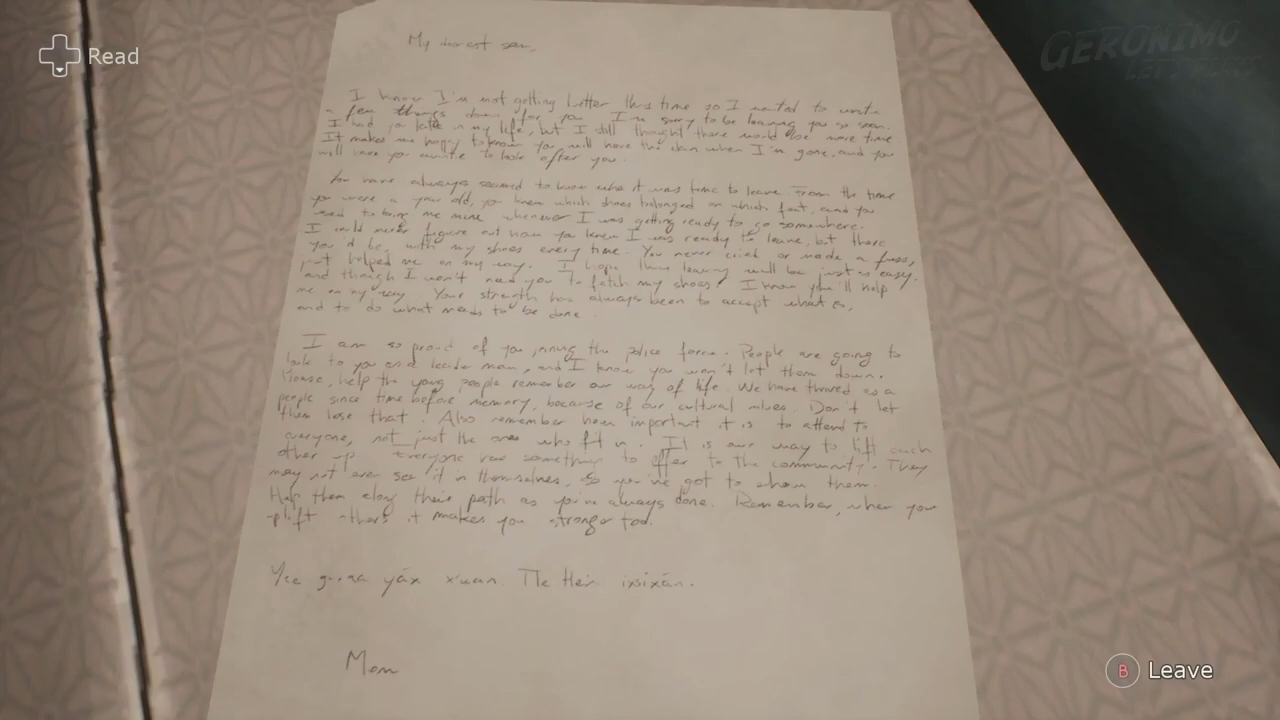 Read
GERONIMO
LET'S PLAYS
My dearest son,
I know I'm not getting better this time so I wanted to write
a few things down for you. I'm sorry to be leaving you so soon.
I had you late in my life, but I still thought there would be more time
It makes me happy to know you will have the clan when I'm gone, and you
will have your auntie to look after you.
You have always seemed to know when it was time to leave. From the time
you were a year old, you knew which shoes belonged on which feet, and you
used to bring me mine whenever I was getting ready to go somewhere.
I could never figure out how you knew I was ready to leave, but there
you'd be with my shoes every time. You never cried or made a fuss,
just helped me on my way. I hope this leaving will be just as easy.
and though I won't need you to fetch my shoes, I know you'll help
me on my way. Your strength has always been to accept what is,
and to do what needs to be done.
I am so proud of you joining the police force. People are going to
look to you as a leader man, and I know you won't let them down.
Please, help the young people remember our way of life. We have thrived as a
people since time before memory, because of our cultural values. Don't let
them lose that. Also remember how important it is to attend to
everyone, not just the ones who fit in. It is our way to lift each
other up. Everyone has something to offer to the community. They
may not even see it in themselves, so you've got to show them.
Help them along their path as you've always done. Remember, when you
uplift others it makes you stronger too.
yáx x'wan. Tle ixsixán.
Mom
B Leave